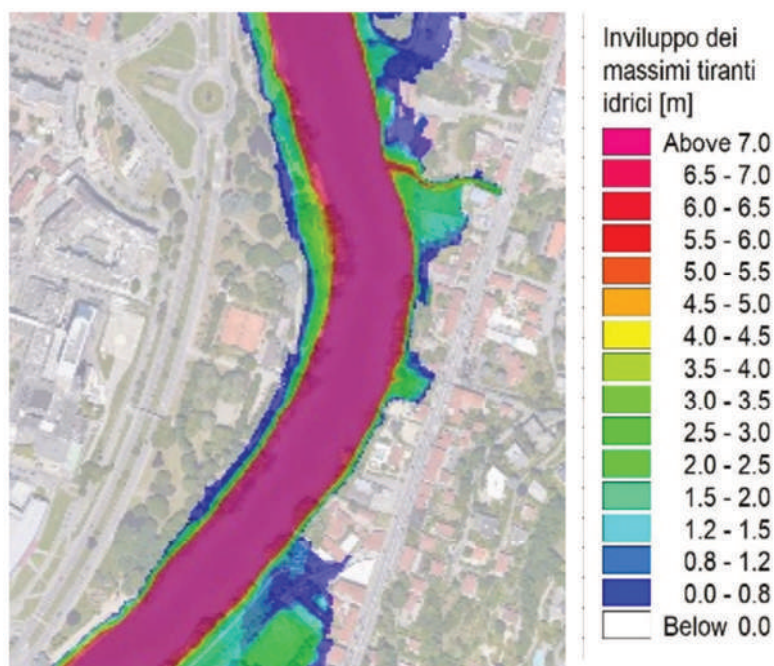 Inviluppo dei
massimi tiranti
idrici [m]
Above 7.0
6.5 - 7.0
6.0 - 6.5
5.5 - 6.0
5.0 - 5.5
4.5 - 5.0
4.0 - 4.5
3.5 - 4.0
3.0 - 3.5
2.5 - 3.0
2.0 - 2.5
1.5 - 2.0
1.2 - 1.5
0.8 - 1.2
0.0 - 0.8
Below 0.0